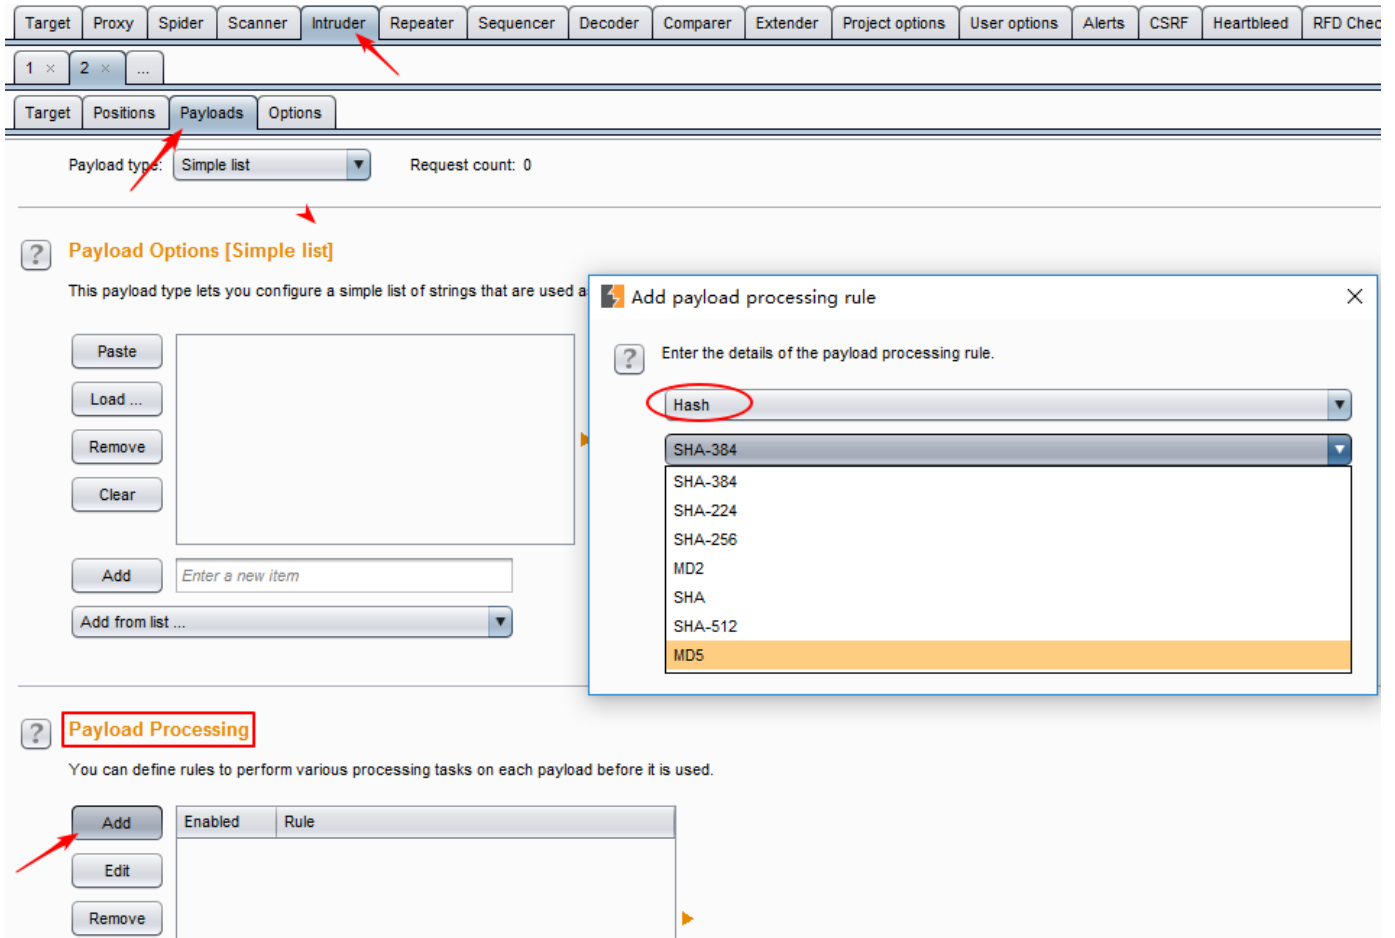 Target Proxy Spider Scanner Intruder Repeater Sequencer Decoder Comparer Extender Project options User options Alerts CSRF Heartbleed RFD Chec
1 × 2 × ...
Target Positions Payloads Options
Payload type: Simple list Request count: 0
? Payload Options [Simple list]
This payload type lets you configure a simple list of strings that are used a
Paste
Load ...
Remove
Clear
Add Enter a new item
Add from list ...
Add payload processing rule
? Enter the details of the payload processing rule.
Hash
SHA-384
SHA-384
SHA-224
SHA-256
MD2
SHA
SHA-512
MD5
? Payload Processing
You can define rules to perform various processing tasks on each payload before it is used.
Add Enabled Rule
Edit
Remove